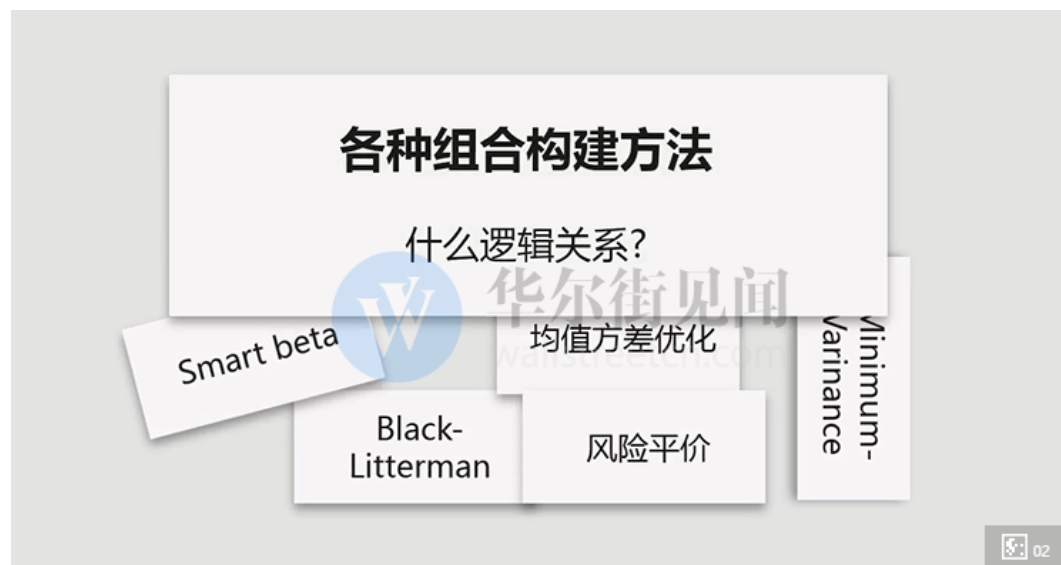 各种组合构建方法
什么逻辑关系?
华尔街见闻
wallstreetcn.com
Smart beta
均值方差优化
Minimum-
Varinance
Black-
Litterman
风险平价
02